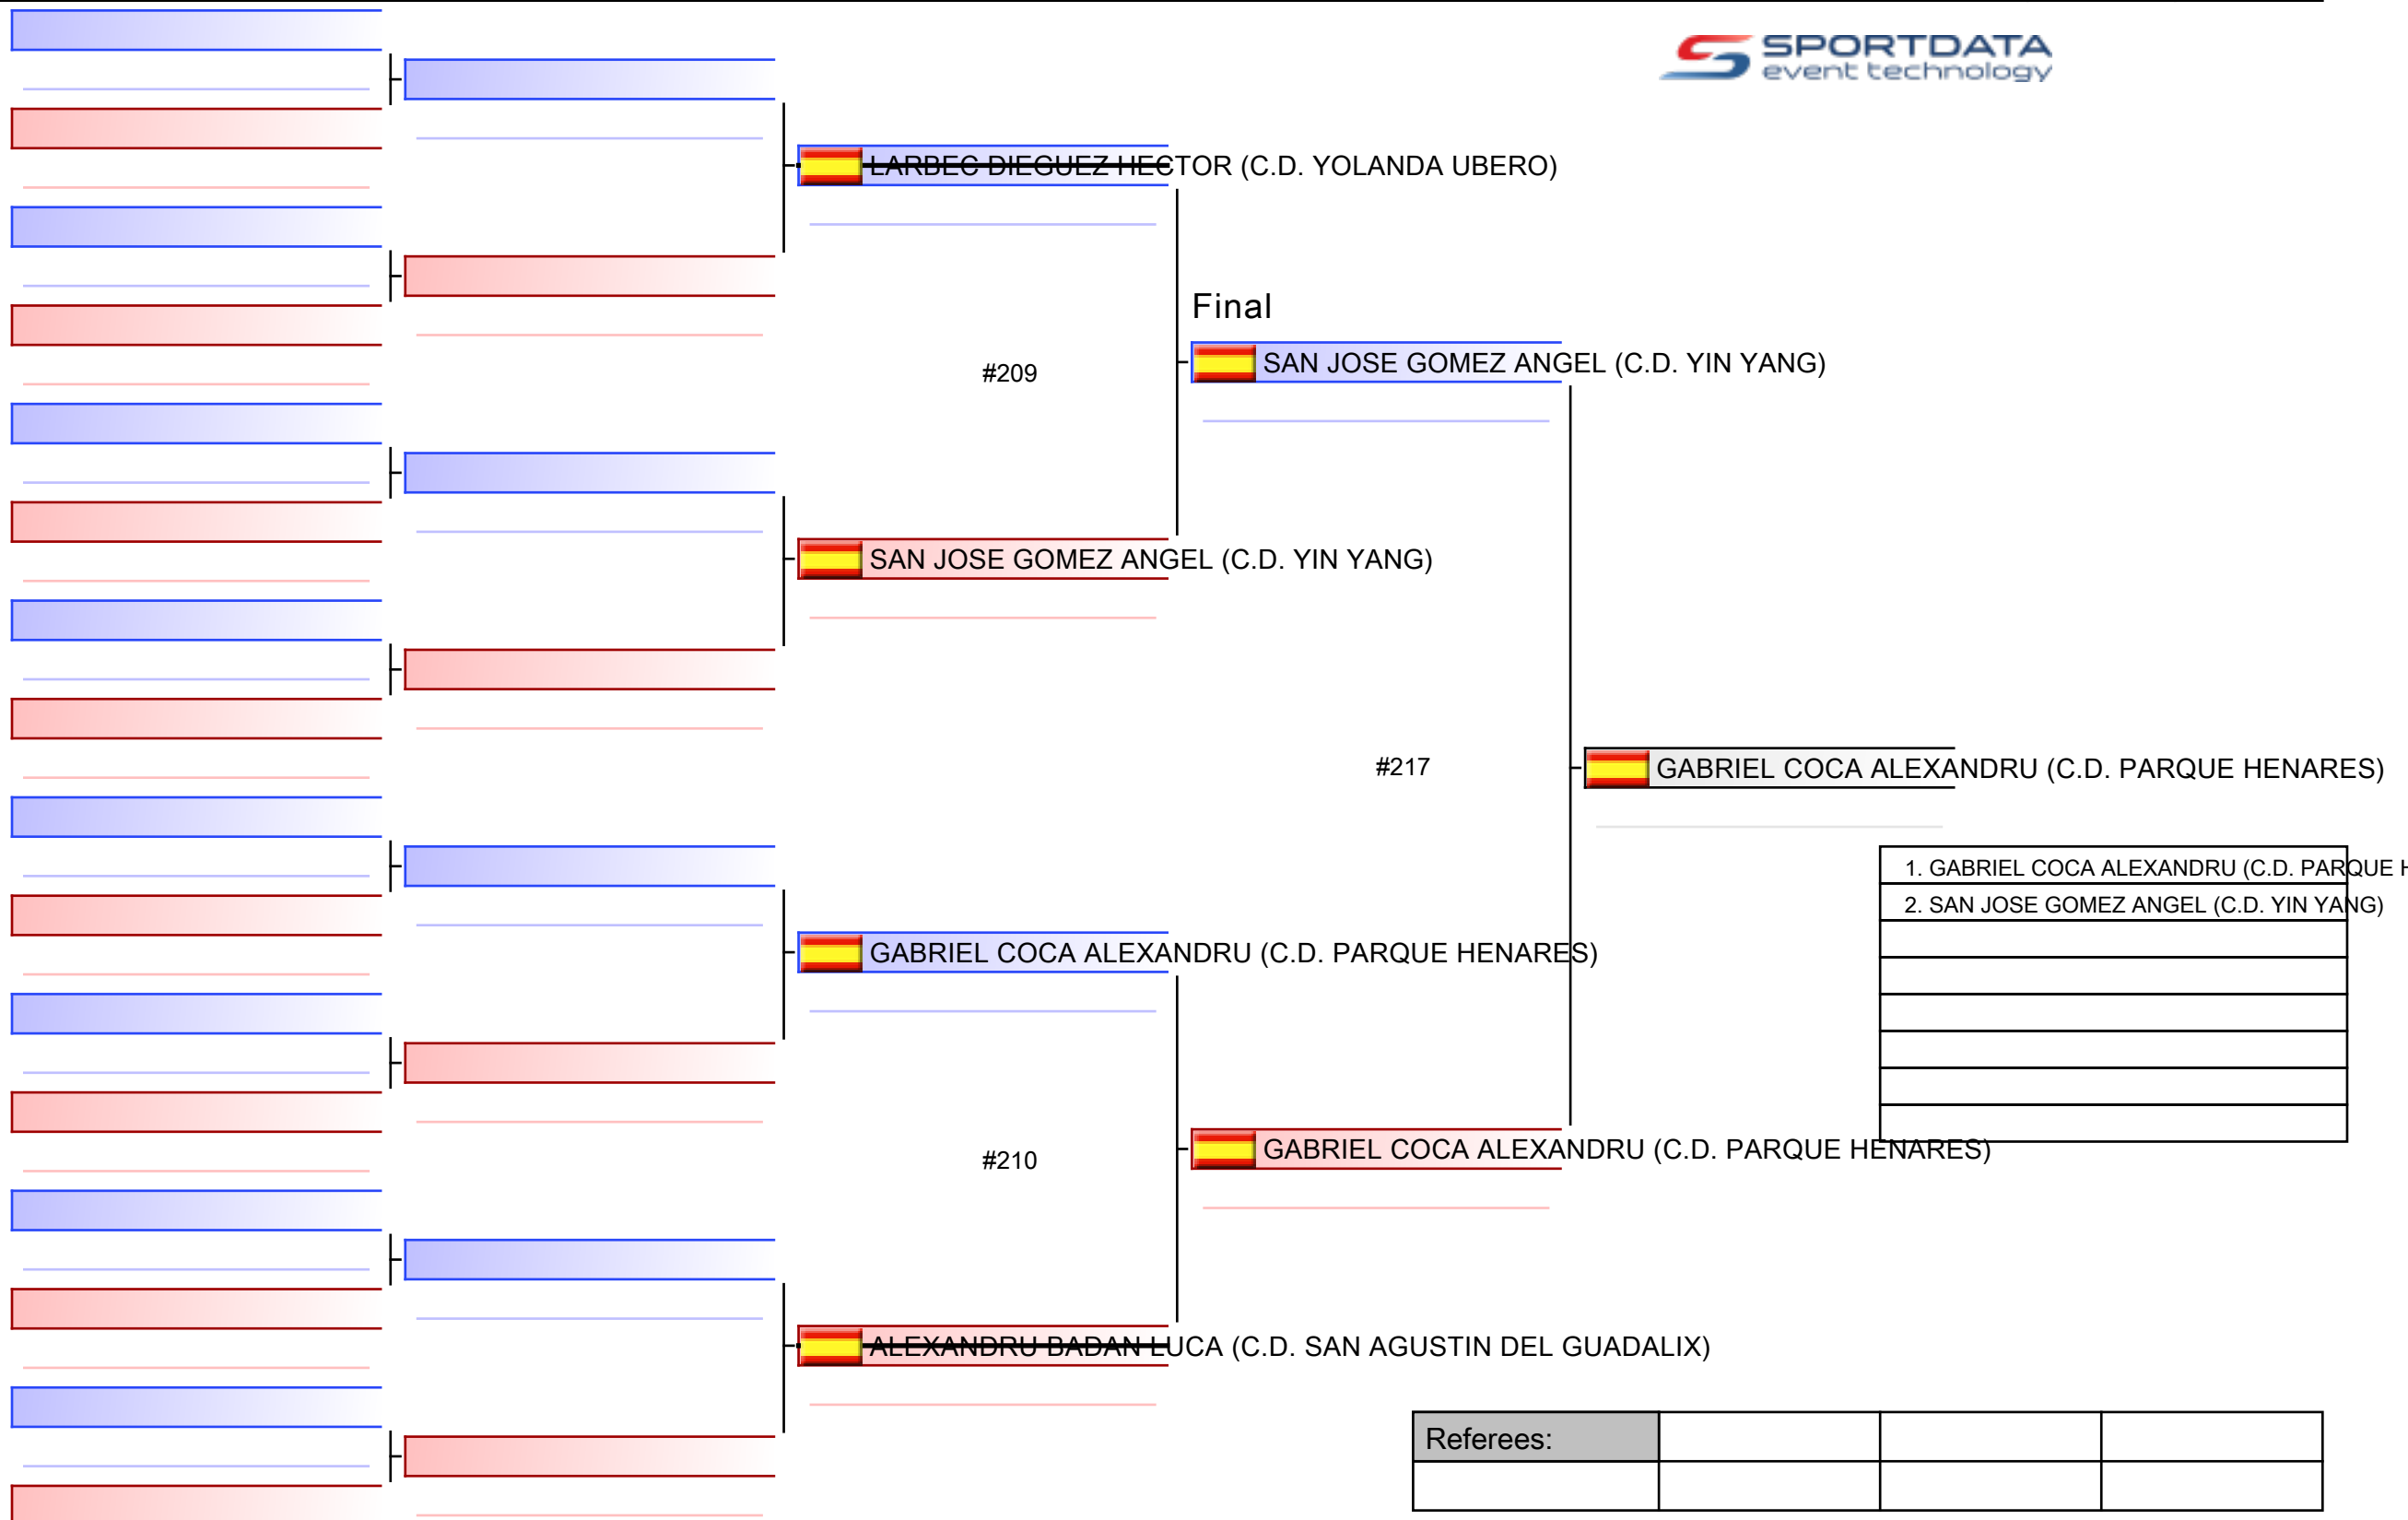 SPORTDATA
event technology
LARBEC DIEGUEZ HECTOR (C.D. YOLANDA UBERO)
Final
SAN JOSE GOMEZ ANGEL (C.D. YIN YANG)
#209
SAN JOSE GOMEZ ANGEL (C.D. YIN YANG)
#217
GABRIEL COCA ALEXANDRU (C.D. PARQUE HENARES)
1. GABRIEL COCA ALEXANDRU (C.D. PARQUE H
2. SAN JOSE GOMEZ ANGEL (C.D. YIN YANG)
GABRIEL COCA ALEXANDRU (C.D. PARQUE HENARES)
GABRIEL COCA ALEXANDRU (C.D. PARQUE HENARES)
#210
ALEXANDRU BADAN LUCA (C.D. SAN AGUSTIN DEL GUADALIX)
Referees: